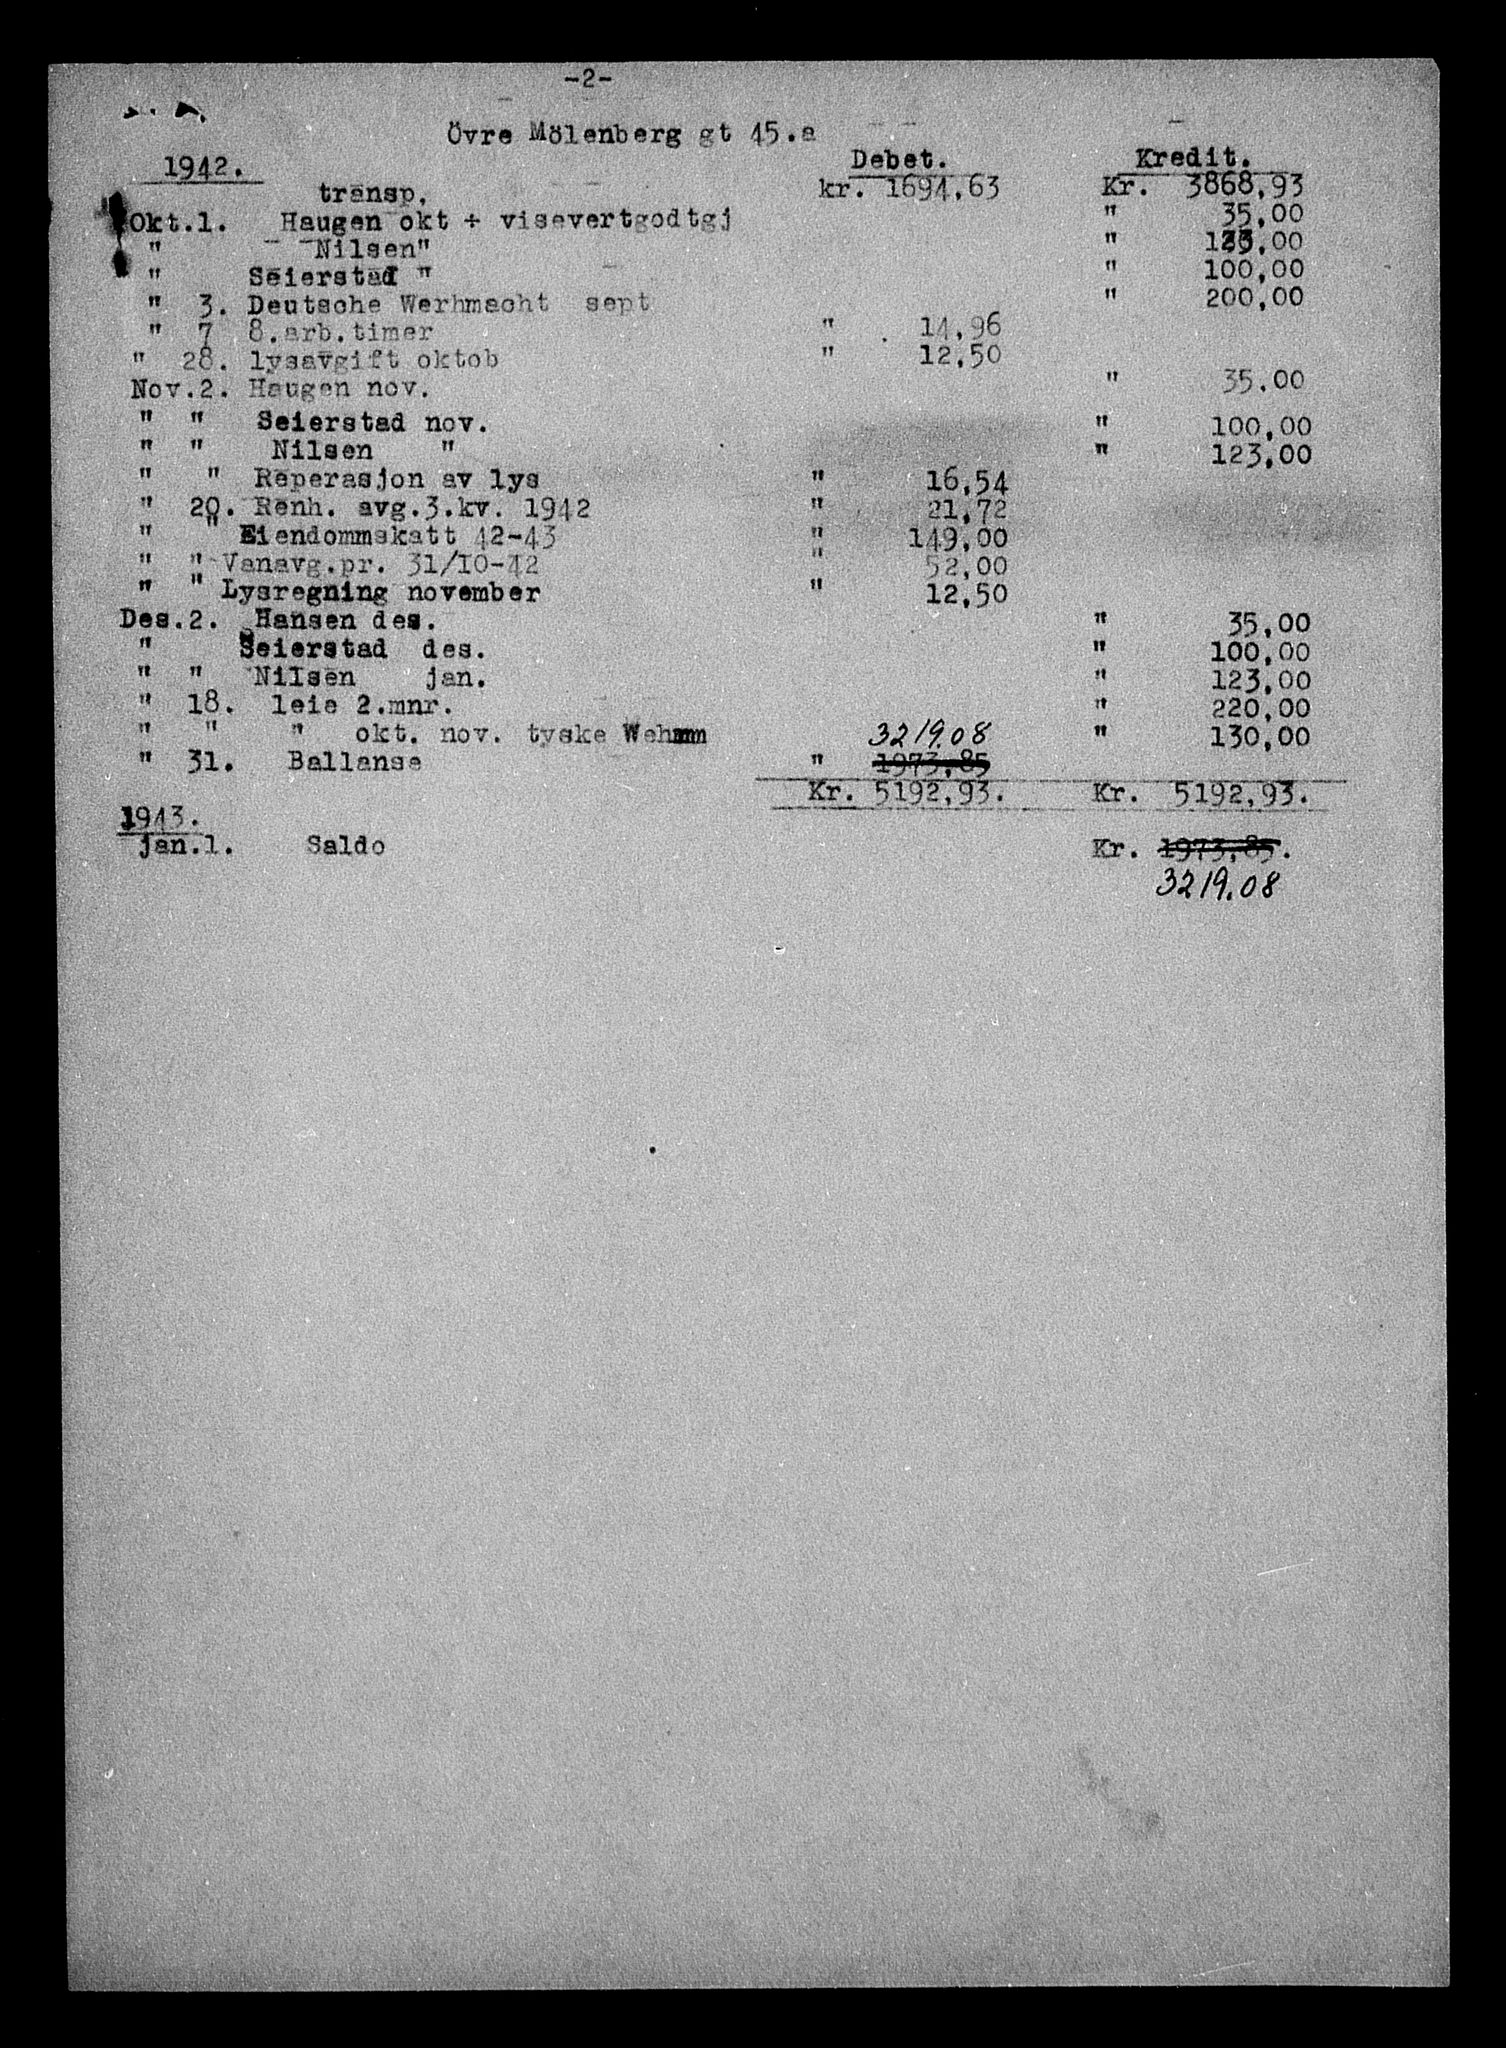 -2-
Övre Mölenberg gt 45.a
1942. Debet. Kredit.
transp, kr. 1694,63 Kr. 3868,93
Okt.1. Haugen okt + visevertgodtgj " 35,00
" Nilsen" " 123,00
" Seierstad " " 100,00
" 3. Deutsche Werhmacht sept " 200,00
" 7 8.arb.timer " 14,96
" 28. lysavgift oktob " 12,50
Nov.2. Haugen nov. " 35.00
" " Seierstad nov. " 100,00
" " Nilsen " " 123,00
" " Reperasjon av lys " 16,54
" 20. Renh. avg.3.kv. 1942 " 21,72
" " Eiendommskatt 42-43 " 149,00
" " Vanavg.pr. 31/10-42 " 52,00
" " Lysregning november " 12,50
Des.2. Hansen des. " 35,00
" Seierstad des. " 100,00
" " Nilsen jan. " 123,00
" 18. leie 2.mnr. " 220,00
" " " okt. nov. tyske Wehmm 3219.08 " 130,00
" 31. Ballanse " 1973,85
Kr. 5192,93. Kr. 5192,93.
1943.
jan.1. Saldo Kr. 1973,85.
3219.08